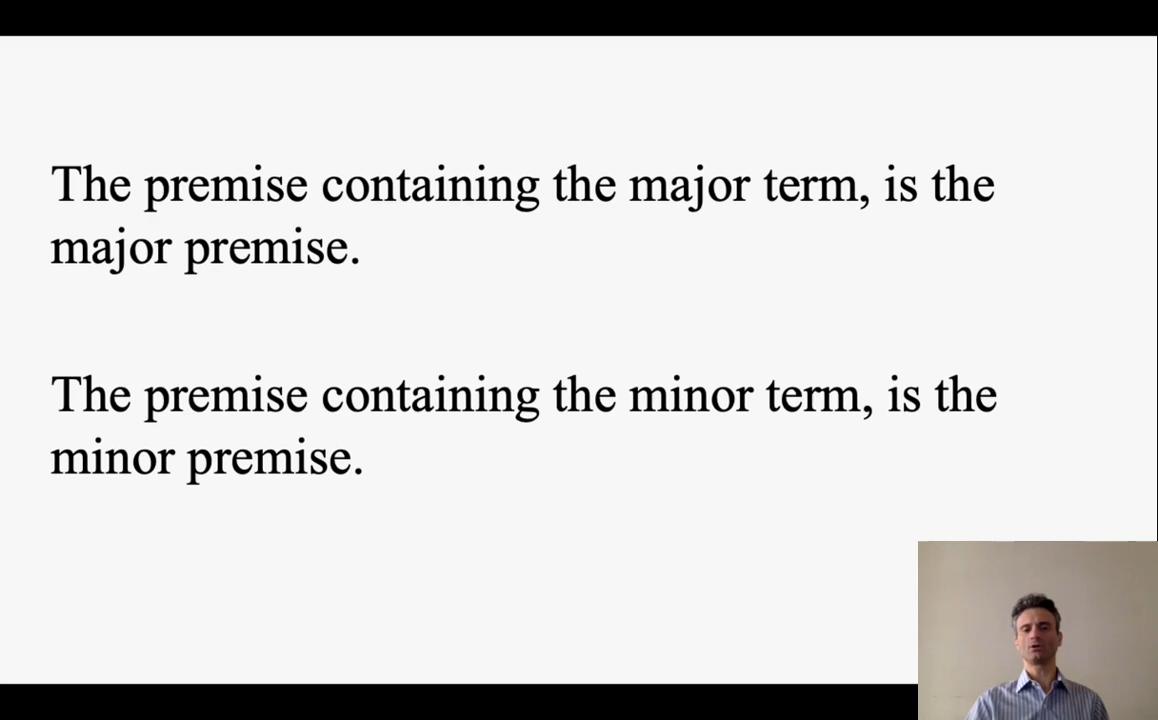 The premise containing the major term, is the
major premise.
The premise containing the minor term, is the
minor premise.